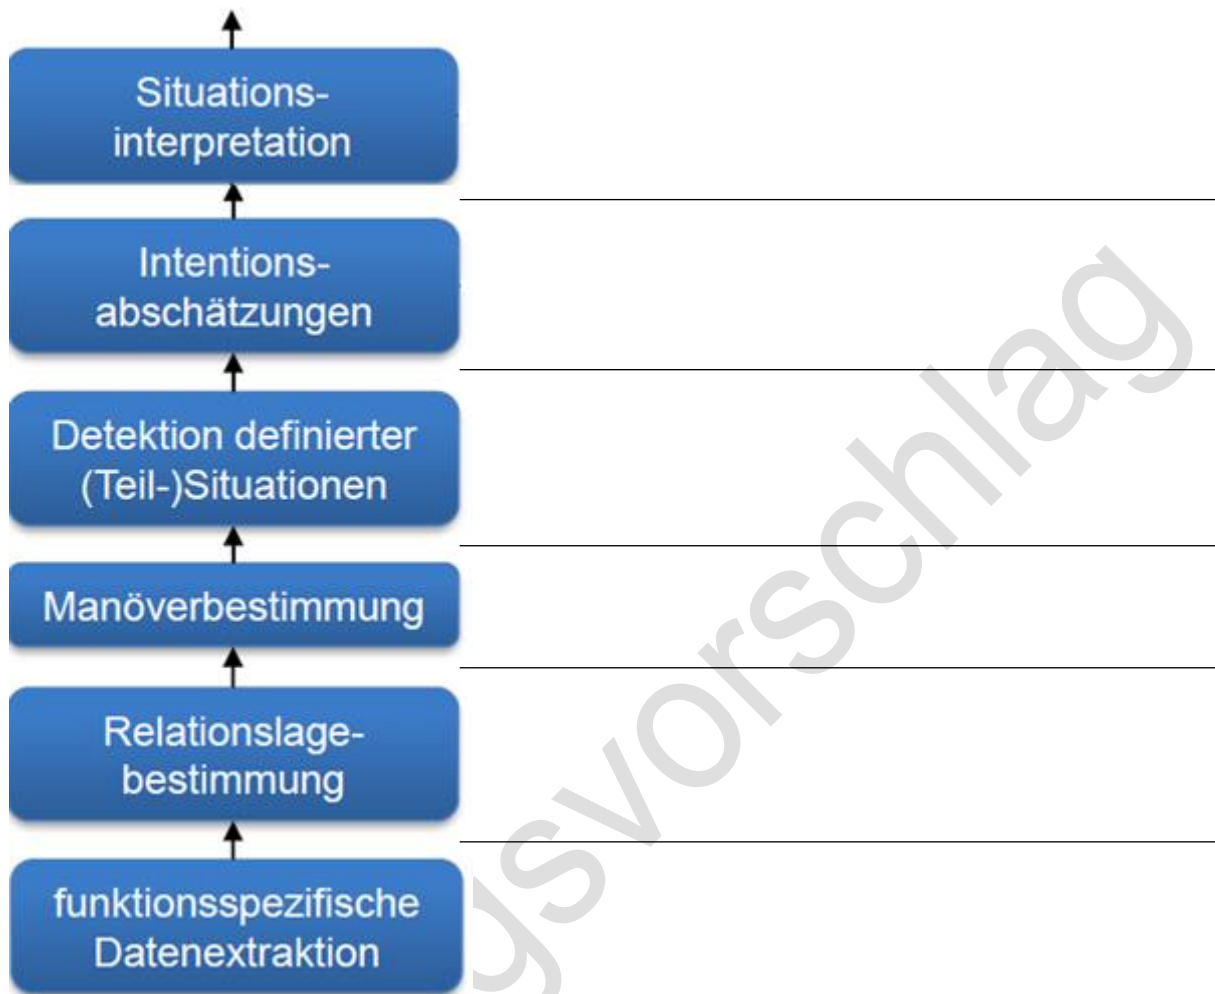 Situations-
interpretation
Intentions-
abschätzungen
Detektion definierter
(Teil-)Situationen
Manöverbestimmung
Relationslage-
bestimmung
funktionsspezifische
Datenextraktion
gsvorschlag